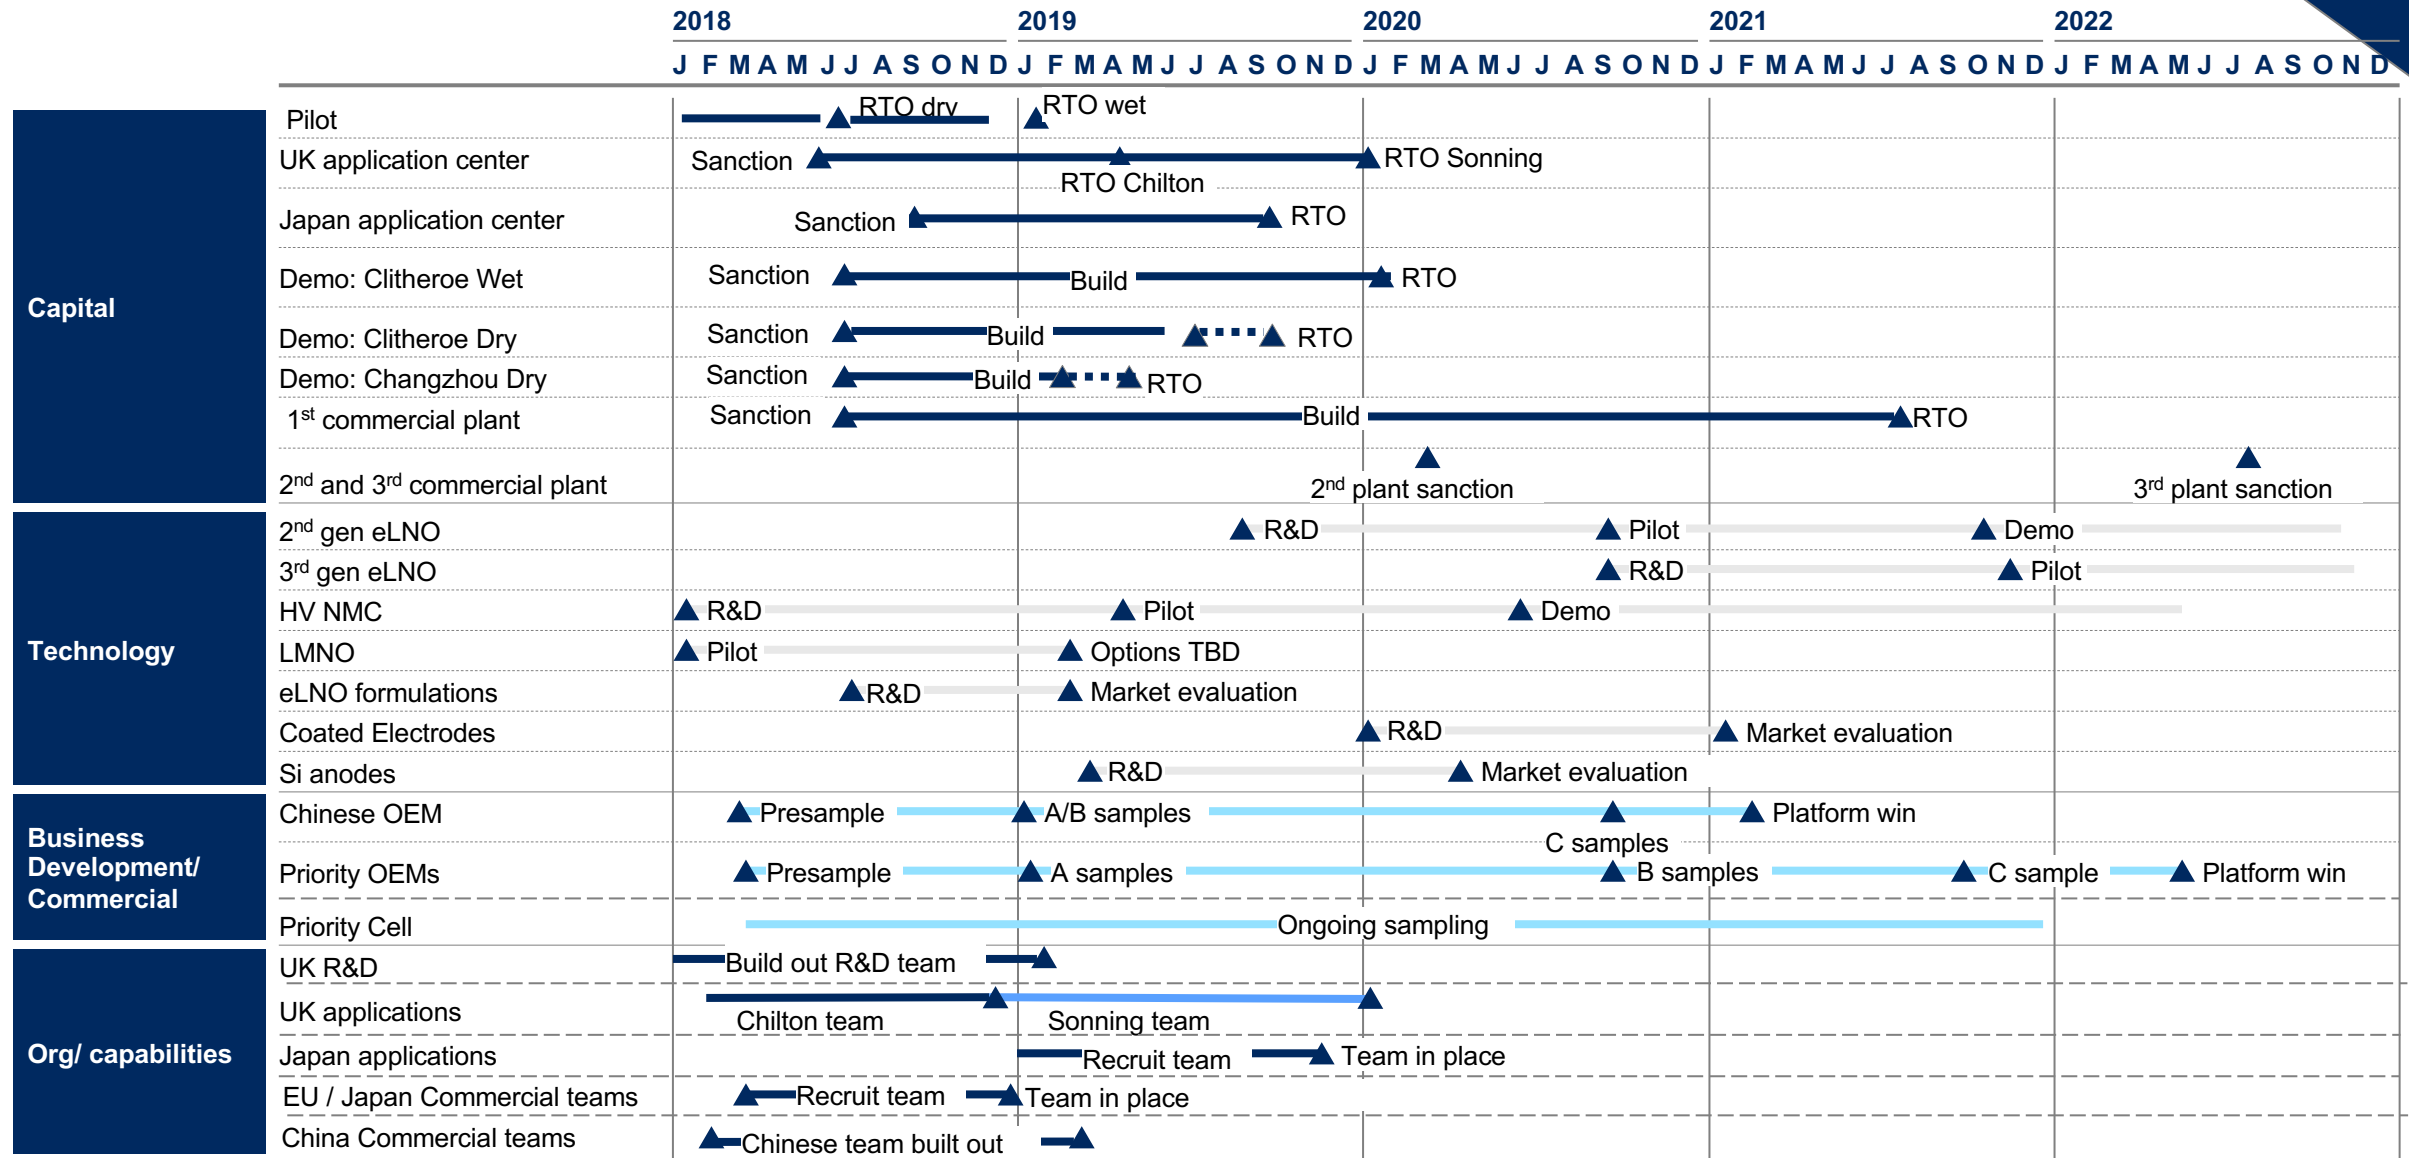 2018 2019 2020 2021 2022
J F M A M J J A S O N D J F M A M J J A S O N D J F M A M J J A S O N D J F M A M J J A S O N D J F M A M J J A S O N D
Capital
Pilot RTO dry RTO wet
UK application center Sanction RTO Sonning
RTO Chilton
Japan application center Sanction RTO
Demo: Clitheroe Wet Sanction Build RTO
Demo: Clitheroe Dry Sanction Build RTO
Demo: Changzhou Dry Sanction Build RTO
1st commercial plant Sanction Build RTO
2nd and 3rd commercial plant 2nd plant sanction 3rd plant sanction
Technology
2nd gen eLNO R&D Pilot Demo
3rd gen eLNO R&D Pilot
HV NMC R&D Pilot Demo
LMNO Pilot Options TBD
eLNO formulations R&D Market evaluation
Coated Electrodes R&D Market evaluation
Si anodes R&D Market evaluation
Business
Development/
Commercial
Chinese OEM Presample A/B samples Platform win
C samples
Priority OEMs Presample A samples B samples C sample Platform win
Priority Cell Ongoing sampling
Org/ capabilities
UK R&D Build out R&D team
UK applications Chilton team Sonning team
Japan applications Recruit team Team in place
EU / Japan Commercial teams Recruit team Team in place
China Commercial teams Chinese team built out